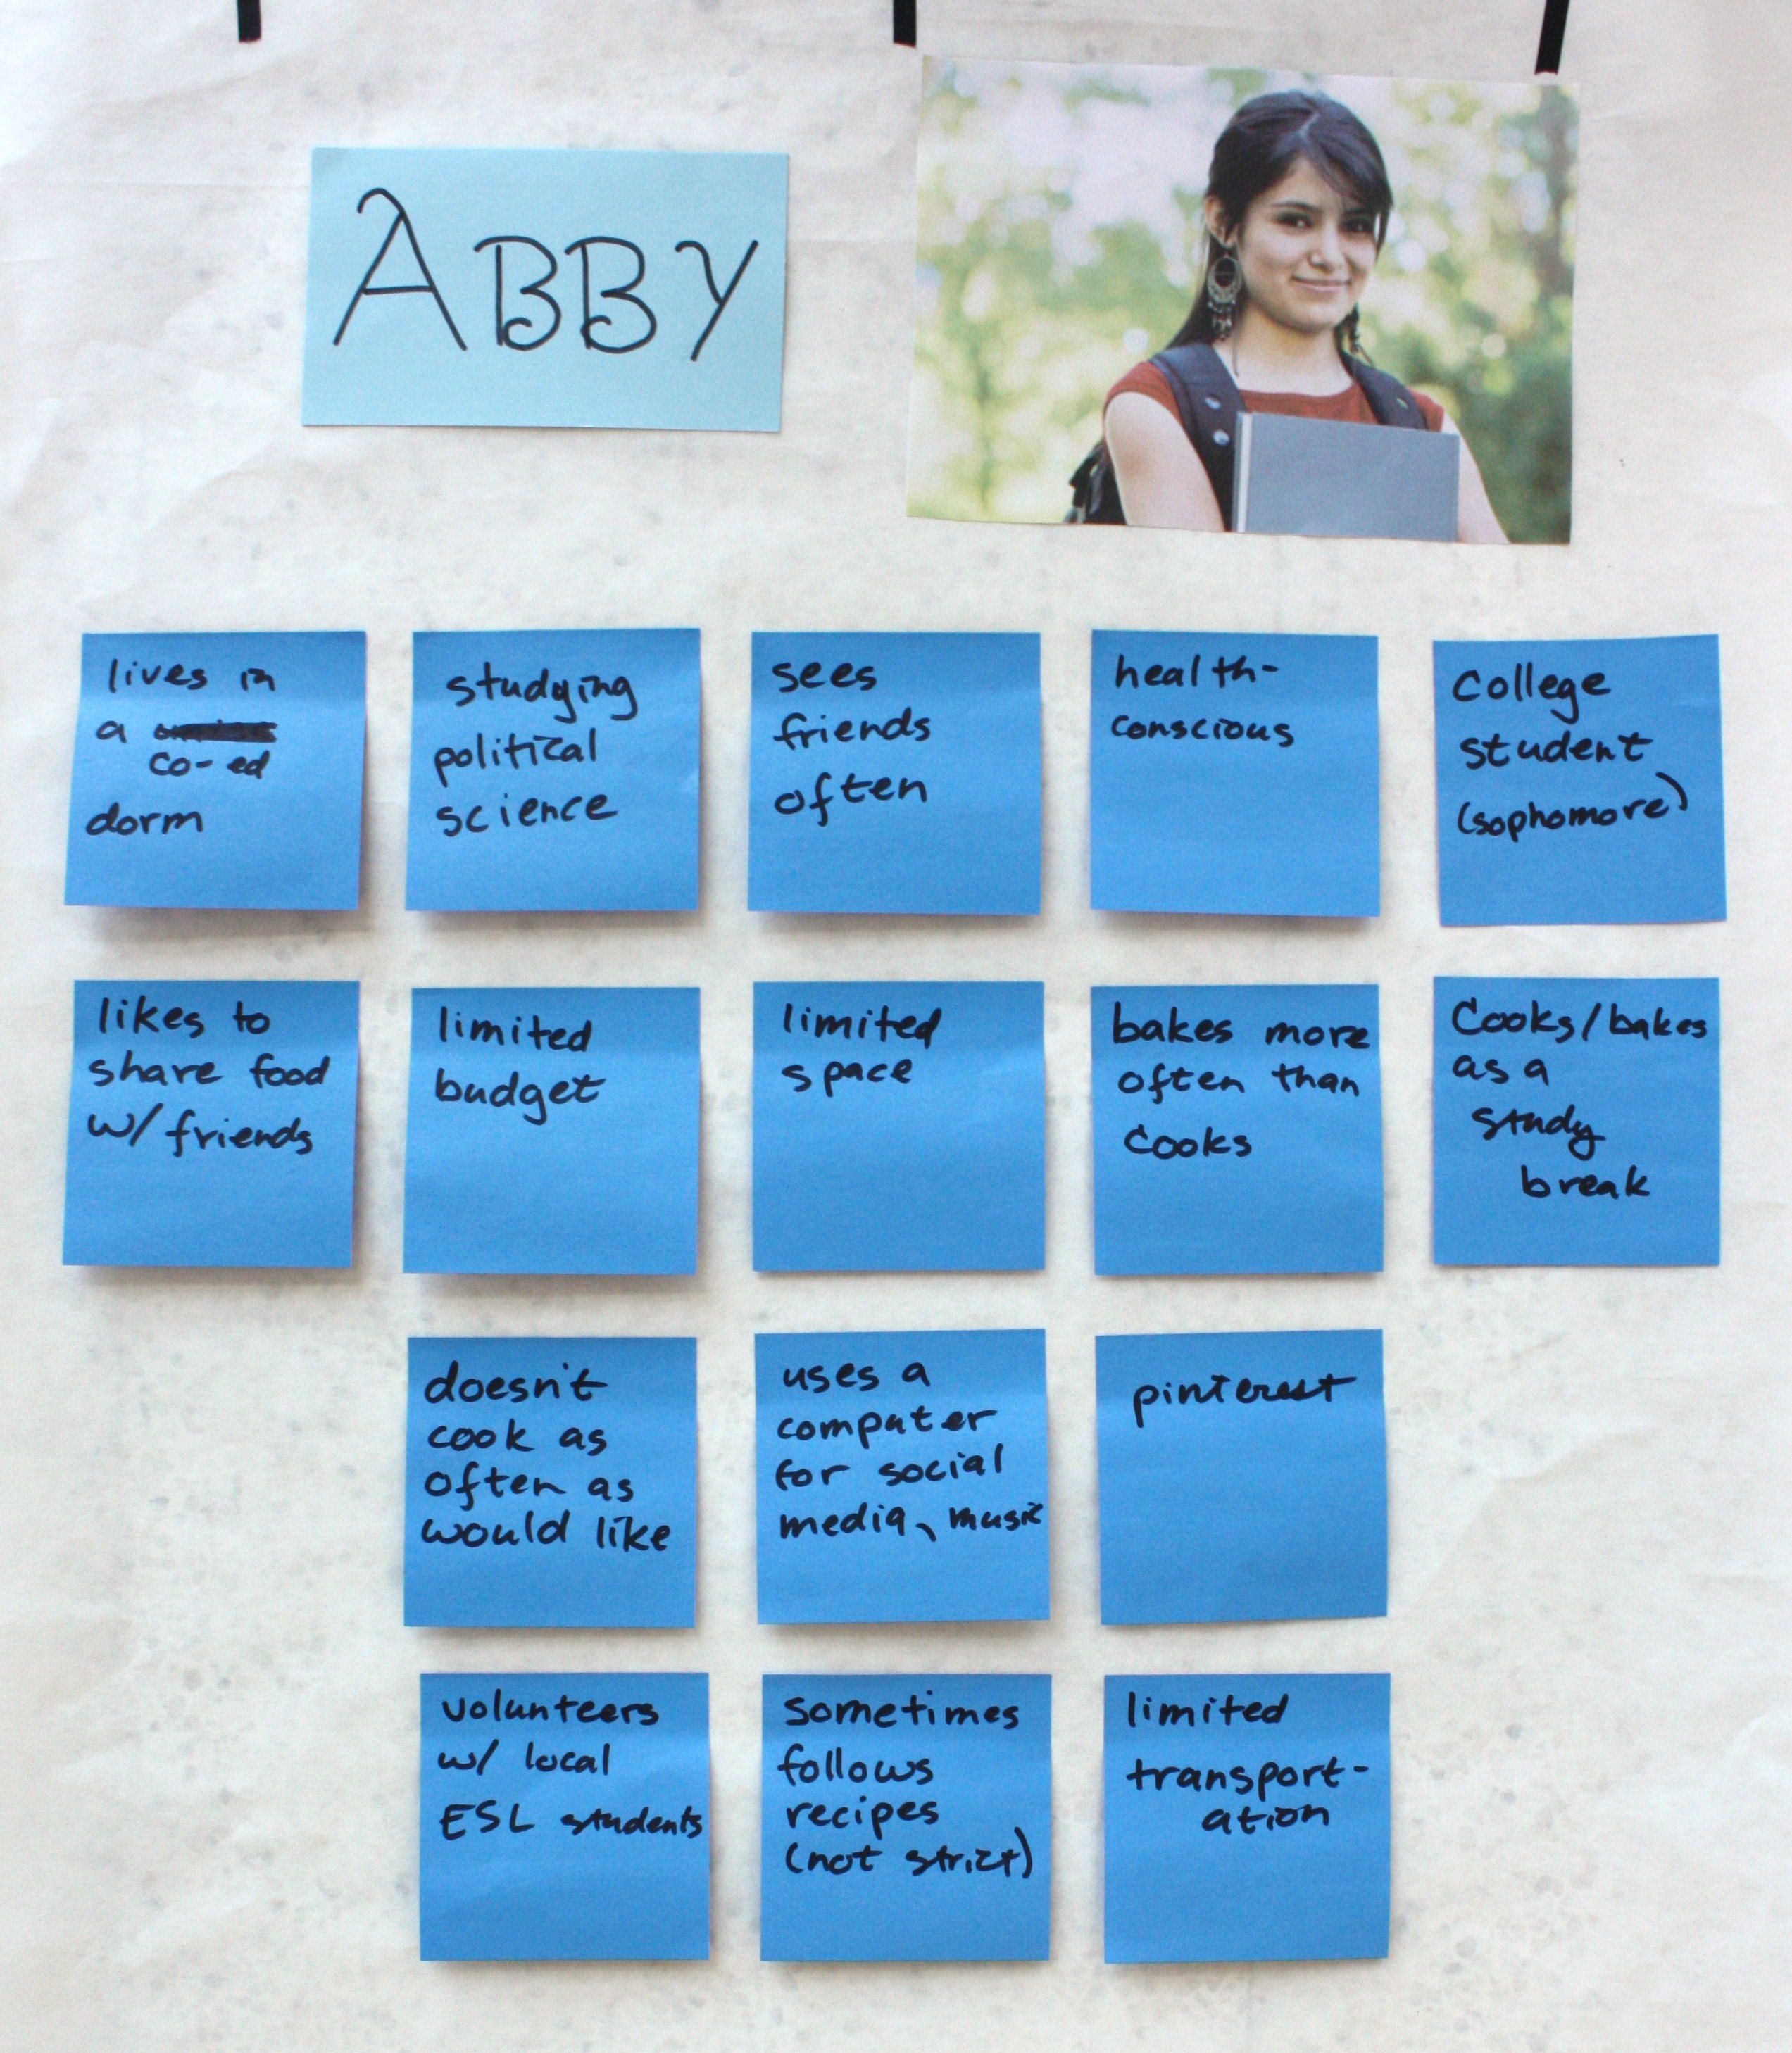 ABBY
lives in
a
co-ed
dorm
studying
political
science
sees
friends
often
health-
conscious
college
student
(sophomore)
likes to
share food
w/ friends
limited
budget
limited
space
bakes more
often than
cooks
Cooks/bakes
as a
study
break
doesn't
cook as
often as
would like
uses a
computer
for social
media, music
pinterest
volunteers
w/ local
ESL students
sometimes
follows
recipes
(not strict)
limited
transport-
ation